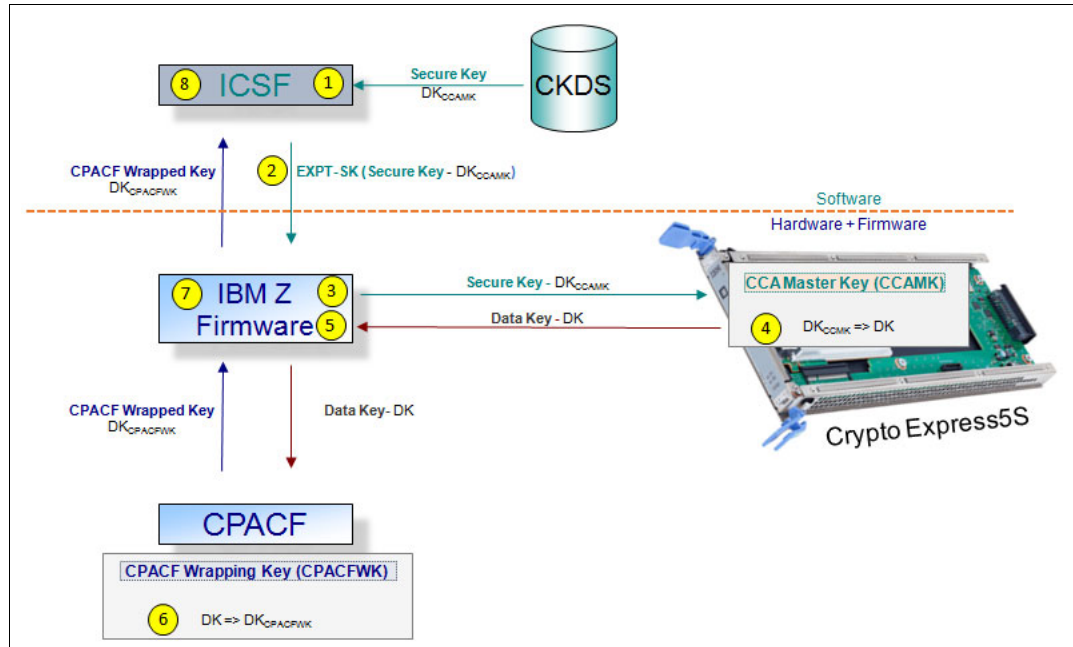 8 ICSF 1
Secure Key
DKCCAMK
CKDS
CPACF Wrapped Key
DKCPACFWK
2 EXPT-SK (Secure Key - DKCCAMK)
Software
Hardware + Firmware
7 IBM Z 3
Firmware 5
Secure Key - DKCCAMK
Data Key - DK
CCA Master Key (CCAMK)
4 DKCCMK => DK
Crypto Express5S
CPACF Wrapped Key
DKCPACFWK
Data Key- DK
CPACF
CPACF Wrapping Key (CPACFWK)
6 DK => DKCPACFWK